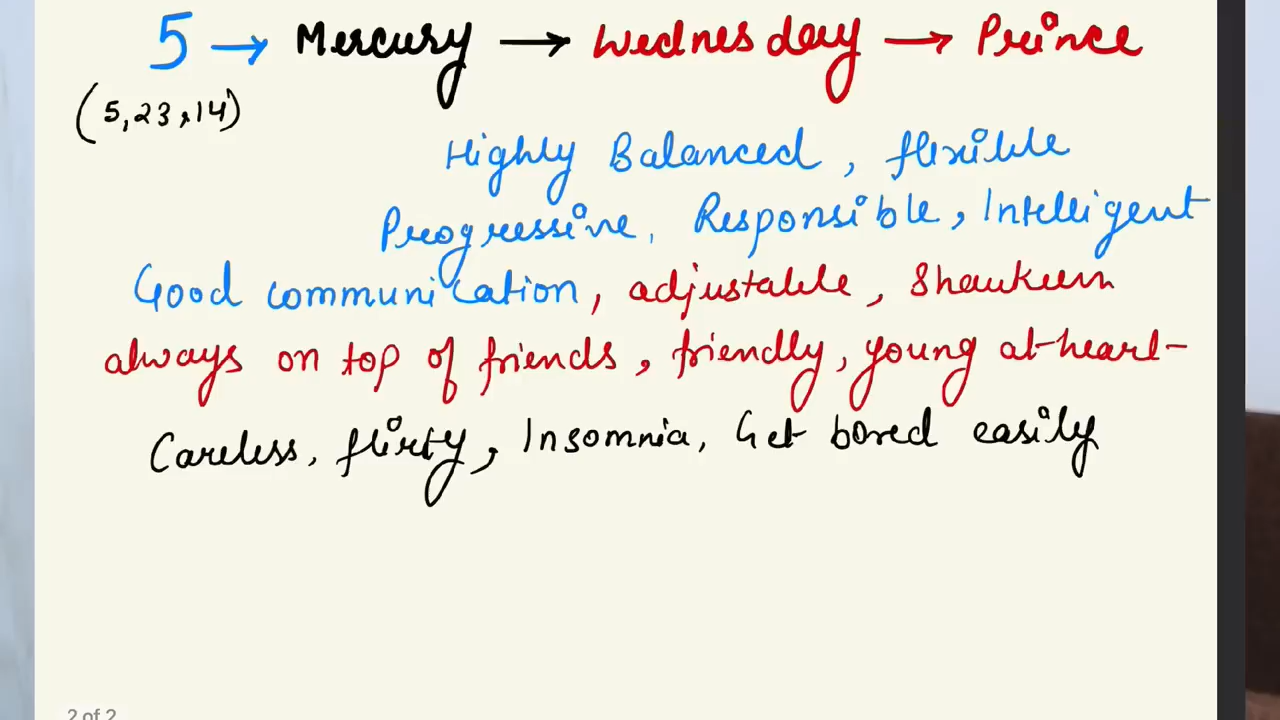 5 → Mercury → Wednesday → Prince
(5,23,14)
Highly Balanced, flexible
Progressive, Responsible, Intelligent
Good communication, adjustable, Shaukeen
always on top of friends, friendly, young at-heart-
Careless, flirty, Insomnia, Get bored easily
2 of 2